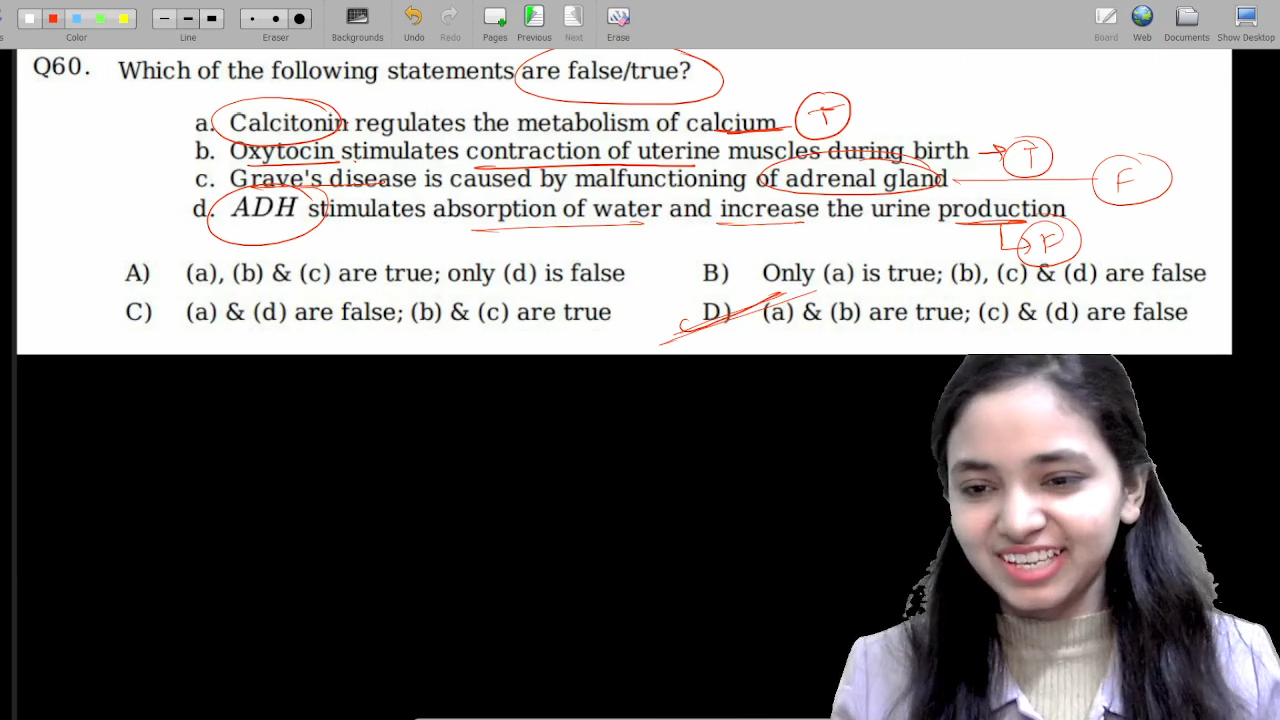 Color Line Eraser Backgrounds Undo Redo Pages Previous Next Erase Board Web Documents Show Desktop
Q60. Which of the following statements are false/true?
a. Calcitonin regulates the metabolism of calcium T
b. Oxytocin stimulates contraction of uterine muscles during birth → T
c. Grave's disease is caused by malfunctioning of adrenal gland F
d. ADH stimulates absorption of water and increase the urine production
F
A) (a), (b) & (c) are true; only (d) is false B) Only (a) is true; (b), (c) & (d) are false
C) (a) & (d) are false; (b) & (c) are true D) (a) & (b) are true; (c) & (d) are false